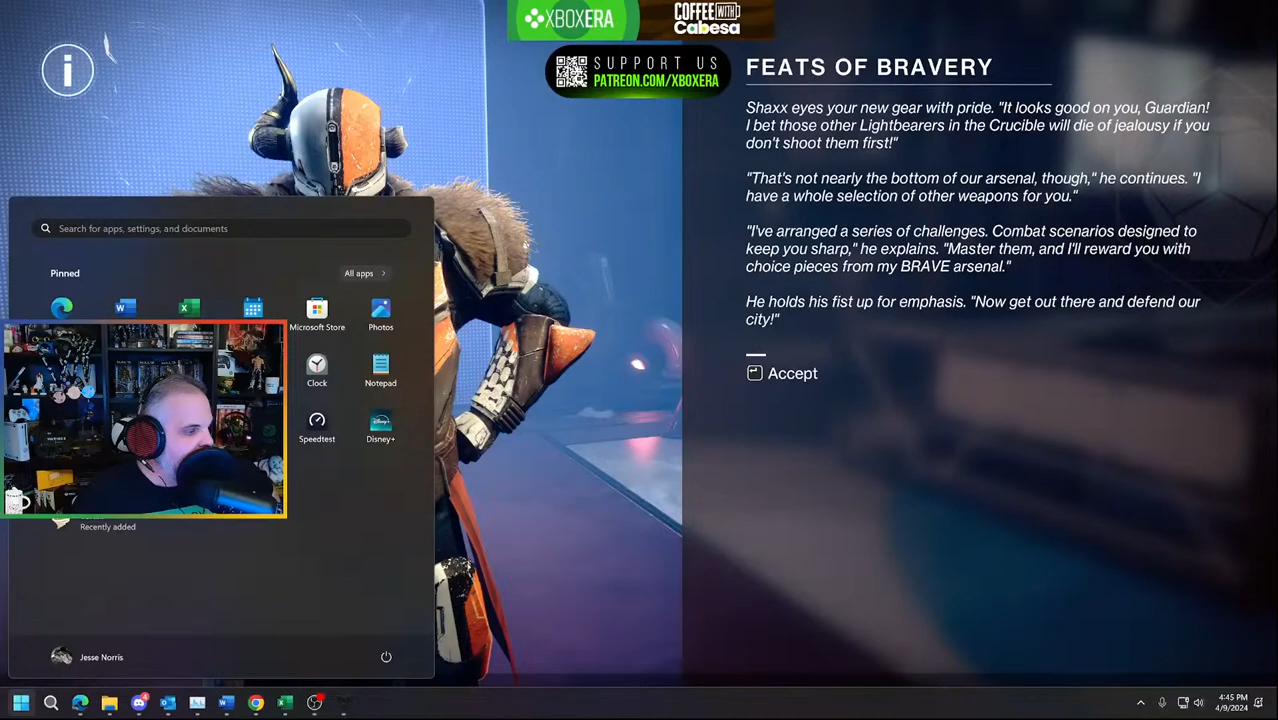 XBOXERA
COFFEE WITH
Cabesa
SUPPORT US
PATREON.COM/XBOXERA
FEATS OF BRAVERY
Shaxx eyes your new gear with pride. "It looks good on you, Guardian!
I bet those other Lightbearers in the Crucible will die of jealousy if you
don't shoot them first!"
"That's not nearly the bottom of our arsenal, though," he continues. "I
have a whole selection of other weapons for you."
"I've arranged a series of challenges. Combat scenarios designed to
keep you sharp," he explains. "Master them, and I'll reward you with
choice pieces from my BRAVE arsenal."
He holds his fist up for emphasis. "Now get out there and defend our
city!"
Accept
Search for apps, settings, and documents
Pinned
All apps
Microsoft Store
Photos
Clock
Notepad
Speedtest
Disney+
Recently added
Jesse Norris
4
4:45 PM
4/9/2024